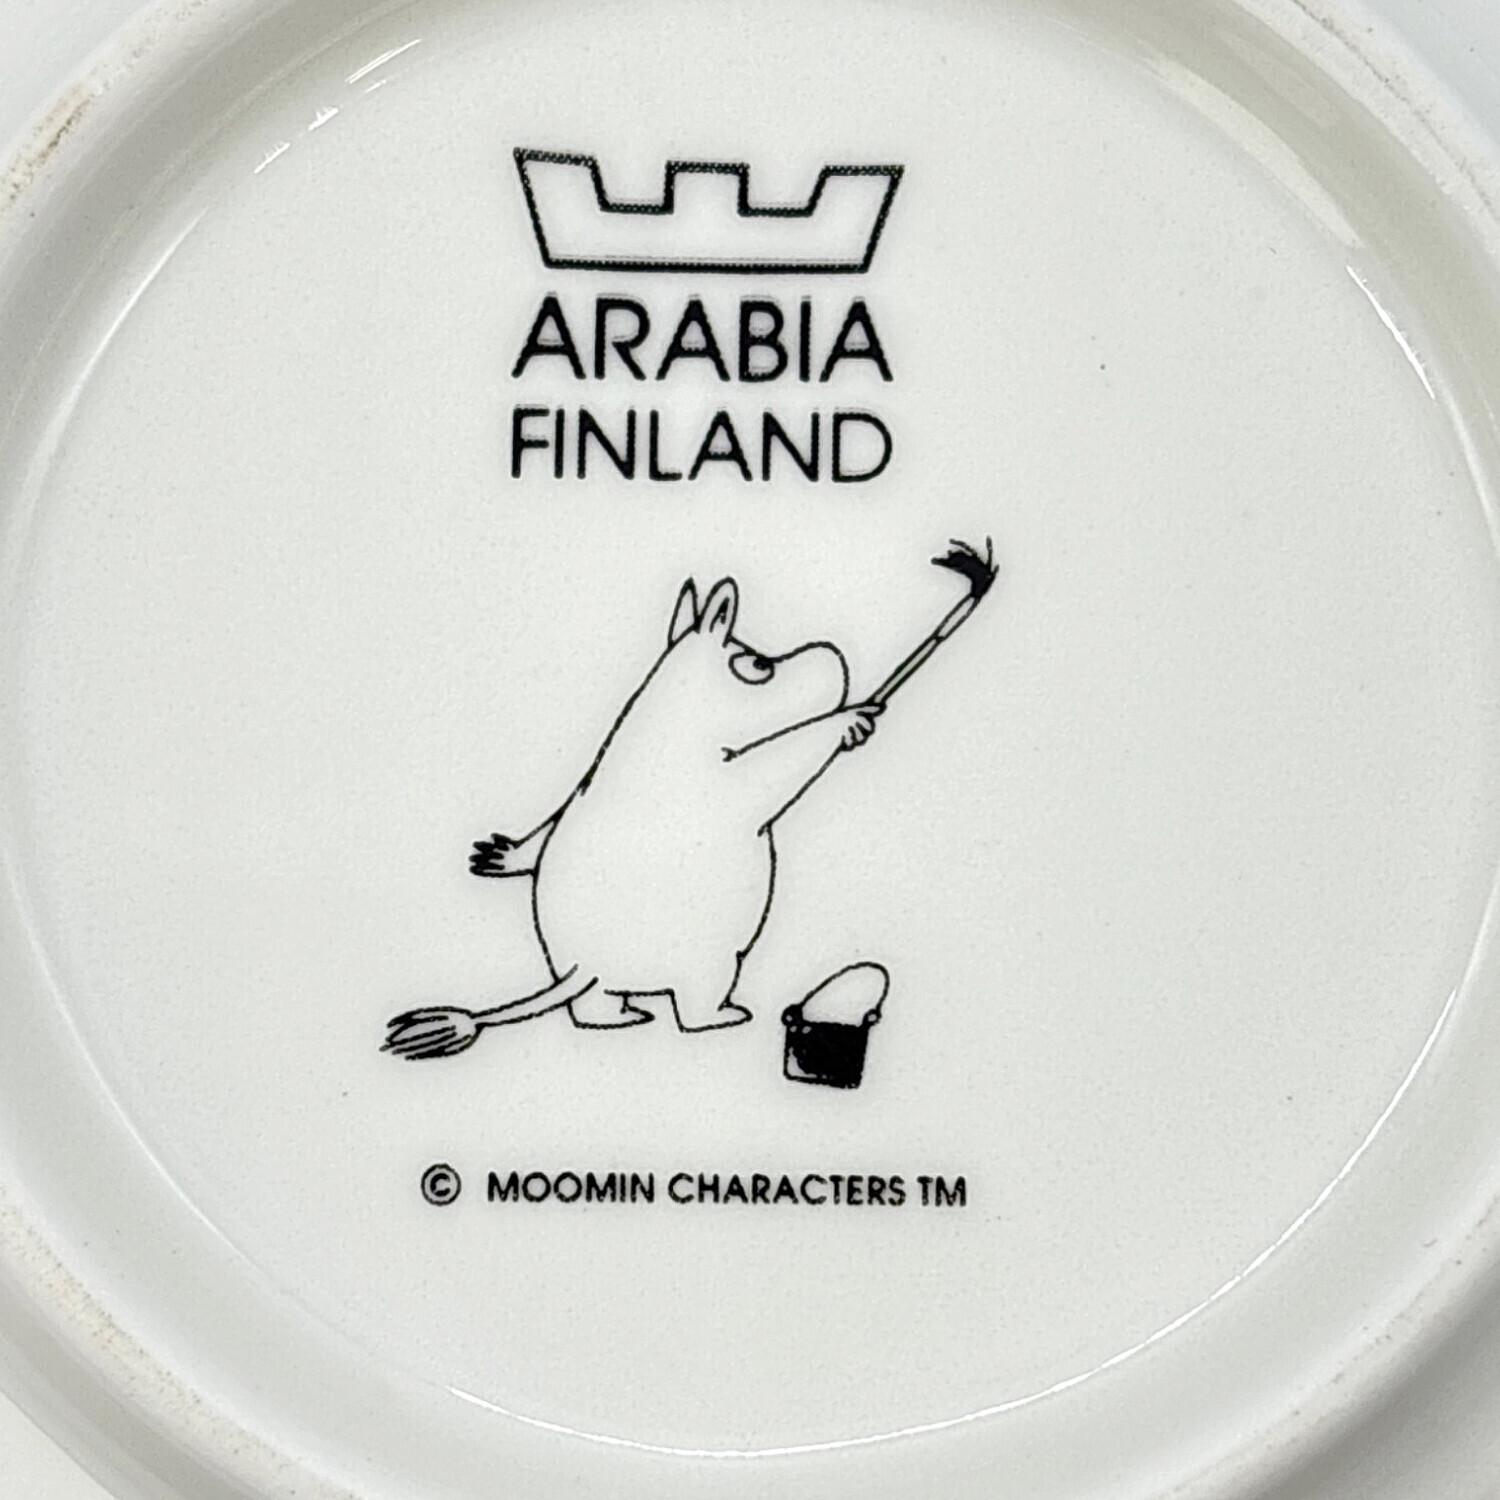 ARABIA
FINLAND
© MOOMIN CHARACTERS TM